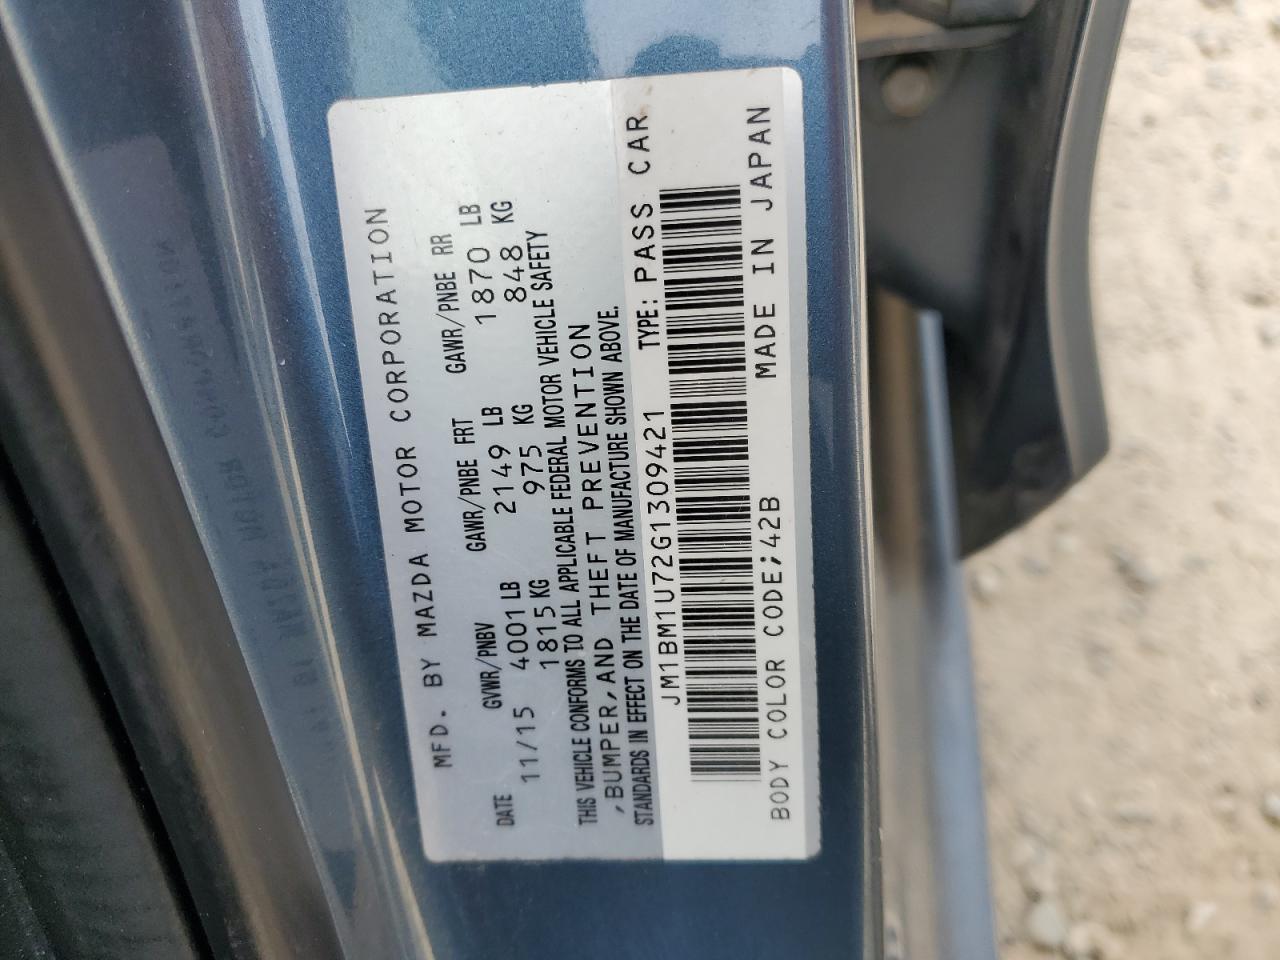 MFD. BY MAZDA MOTOR CORPORATION
DATE GVWR/PNBV GAWR/PNBE FRT GAWR/PNBE RR
11/15 4001 LB 2149 LB 1870 LB
1815 KG 975 KG 848 KG
THIS VEHICLE CONFORMS TO ALL APPLICABLE FEDERAL MOTOR VEHICLE SAFETY
,BUMPER,AND THEFT PREVENTION
STANDARDS IN EFFECT ON THE DATE OF MANUFACTURE SHOWN ABOVE.
JM1BM1U72G1309421 TYPE: PASS CAR
BODY COLOR CODE;42B MADE IN JAPAN